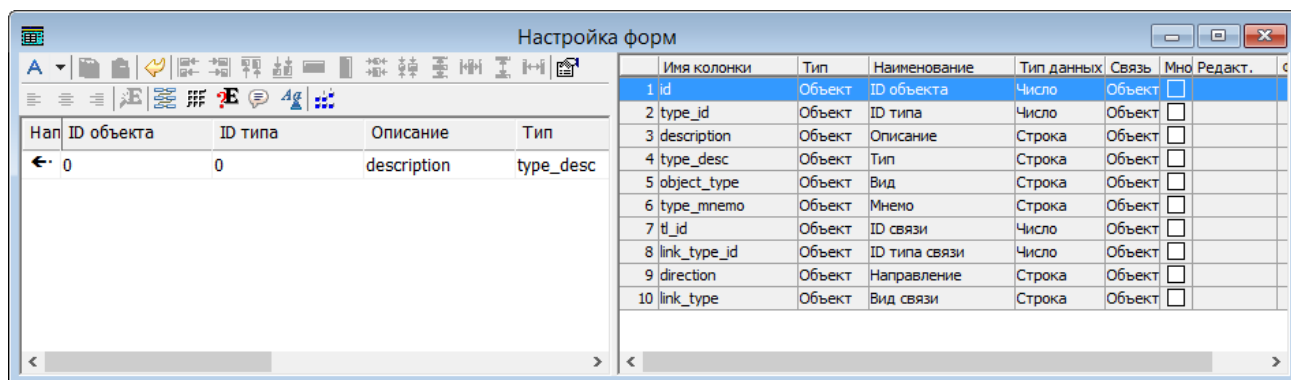 Настройка форм
Нап ID объекта ID типа Описание Тип
0 0 description type_desc
Имя колонки Тип Наименование Тип данных Связь Мно Редакт.
1 id Объект ID объекта Число Объект
2 type_id Объект ID типа Число Объект
3 description Объект Описание Строка Объект
4 type_desc Объект Тип Строка Объект
5 object_type Объект Вид Строка Объект
6 type_mnemo Объект Мнемо Строка Объект
7 tl_id Объект ID связи Число Объект
8 link_type_id Объект ID типа связи Число Объект
9 direction Объект Направление Строка Объект
10 link_type Объект Вид связи Строка Объект